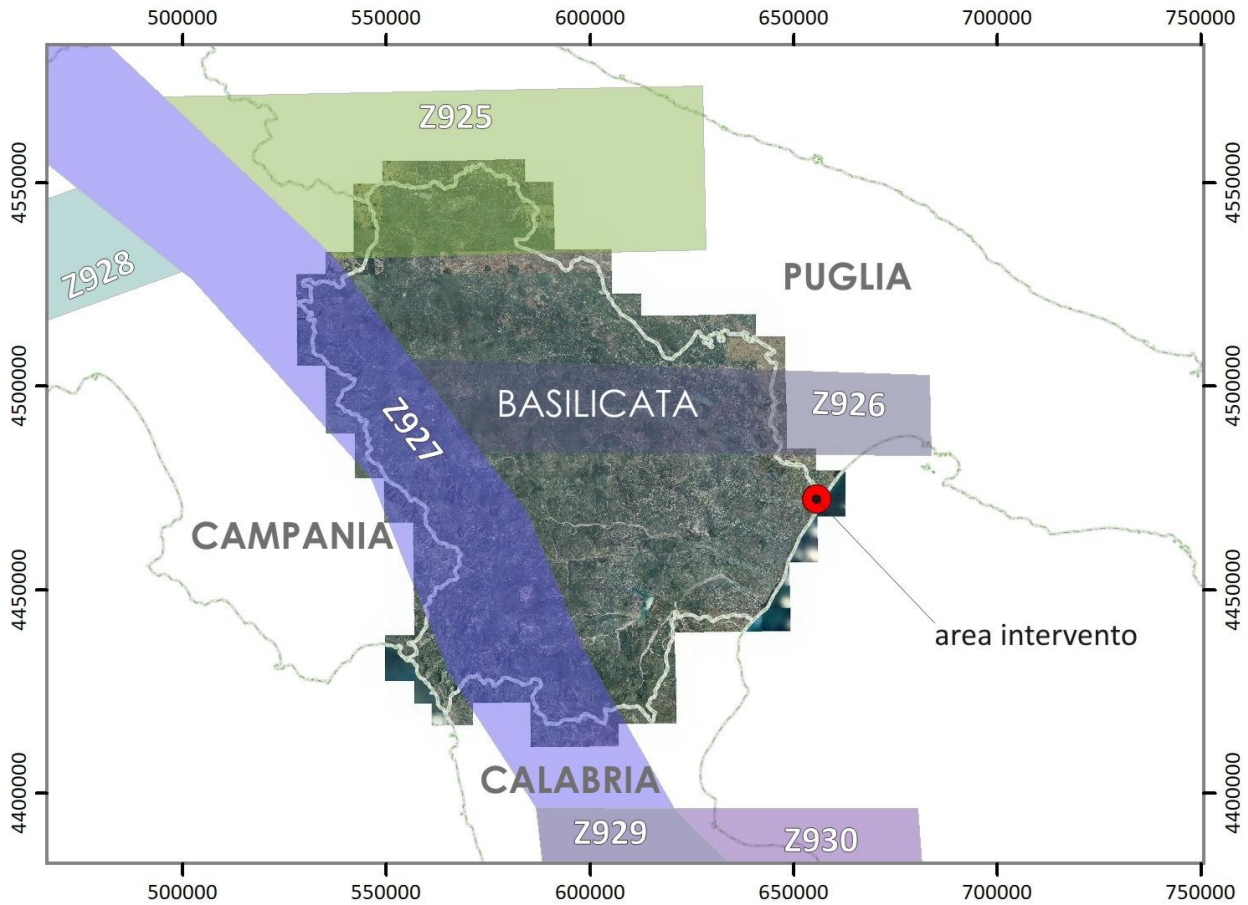 500000 550000 600000 650000 700000 750000
Z925
4550000 4550000
Z928
PUGLIA
4500000 4500000
BASILICATA
Z926
Z927
CAMPANIA
4450000 4450000
area intervento
CALABRIA
4400000 4400000
Z929
Z930
500000 550000 600000 650000 700000 750000